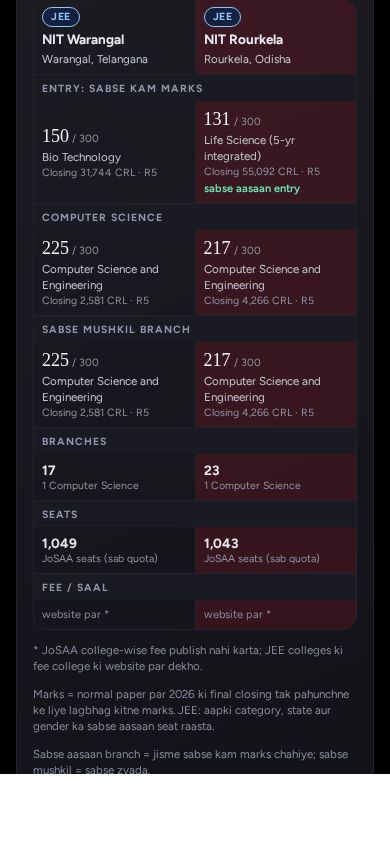 JEE
JEE
NIT Warangal
NIT Rourkela
Warangal, Telangana
Rourkela, Odisha
ENTRY: SABSE KAM MARKS
150 / 300
Bio Technology
Closing 31,744 CRL · R5
131 / 300
Life Science (5-yr
integrated)
Closing 55,092 CRL · R5
sabse aasaan entry
COMPUTER SCIENCE
225 / 300
Computer Science and
Engineering
Closing 2,581 CRL · R5
217 / 300
Computer Science and
Engineering
Closing 4,266 CRL · R5
SABSE MUSHKIL BRANCH
225 / 300
Computer Science and
Engineering
Closing 2,581 CRL · R5
217 / 300
Computer Science and
Engineering
Closing 4,266 CRL · R5
BRANCHES
17
1 Computer Science
23
1 Computer Science
SEATS
1,049
JoSAA seats (sab quota)
1,043
JoSAA seats (sab quota)
FEE / SAAL
website par *
website par *
* JoSAA college-wise fee publish nahi karta; JEE colleges ki
fee college ki website par dekho.
Marks = normal paper par 2026 ki final closing tak pahunchne
ke liye lagbhag kitne marks. JEE: aapki category, state aur
gender ka sabse aasaan seat raasta.
Sabse aasaan branch = jisme sabse kam marks chahiye; sabse
mushkil = sabse zyada.